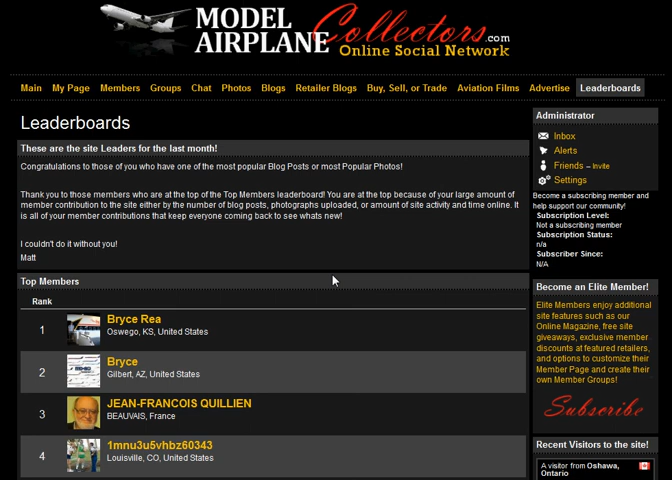 MODEL Collectors.com
AIRPLANE Online Social Network
Main My Page Members Groups Chat Photos Blogs Retailer Blogs Buy, Sell, or Trade Aviation Films Advertise Leaderboards
Leaderboards
These are the site Leaders for the last month!
Congratulations to those of you who have one of the most popular Blog Posts or most Popular Photos!
Thank you to those members who are at the top of the Top Members leaderboard! You are at the top because of your large amount of
member contribution to the site either by the number of blog posts, photographs uploaded, or amount of site activity and time online. It
is all of your member contributions that keep everyone coming back to see whats new!
I couldn't do it without you!
Matt
Top Members
Rank
1 Bryce Rea
Oswego, KS, United States
2 Bryce
Gilbert, AZ, United States
3 JEAN-FRANCOIS QUILLIEN
BEAUVAIS, France
4 1mnu3u5vhbz60343
Louisville, CO, United States
Administrator
Inbox
Alerts
Friends – Invite
Settings
Become a subscribing member and
help support our community!
Subscription Level:
Not a subscribing member
Subscription Status:
n/a
Subscriber Since:
N/A
Become an Elite Member!
Elite Members enjoy additional
site features such as our
Online Magazine, free site
giveaways, exclusive member
discounts at featured retailers,
and options to customize their
Member Page and create their
own Member Groups!
Subscribe
Recent Visitors to the site!
A visitor from Oshawa,
Ontario